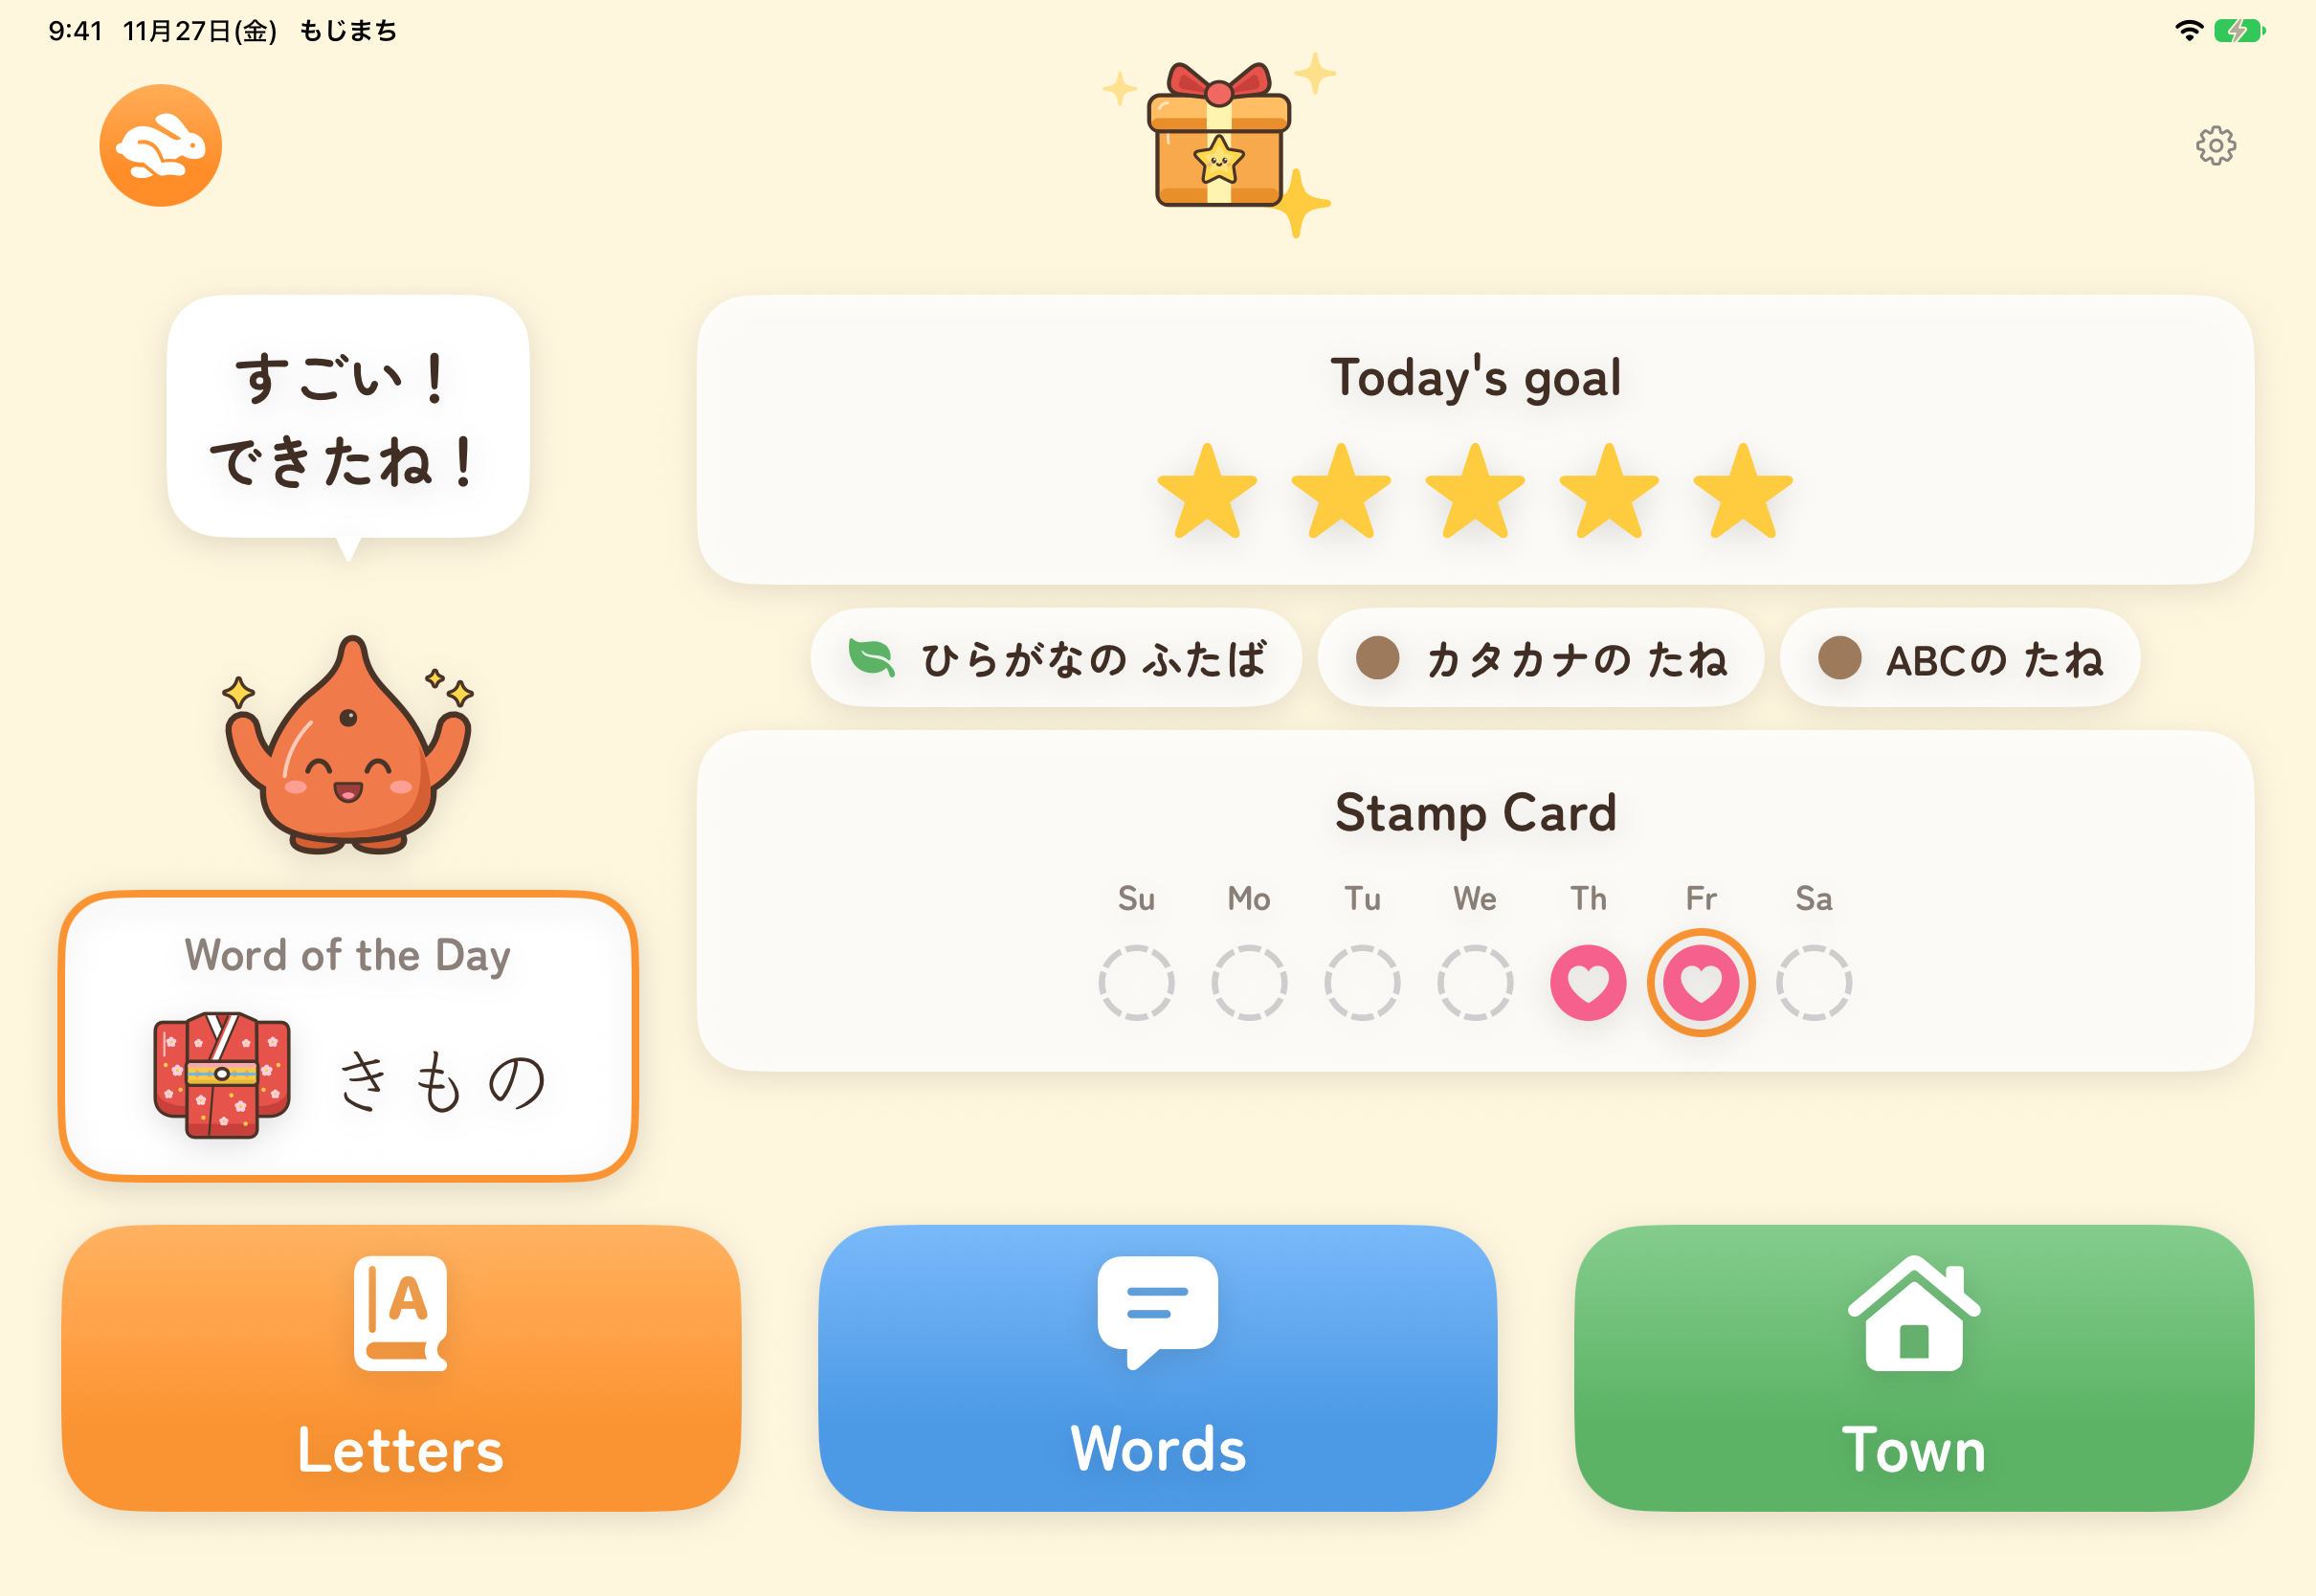 9:41 11月27日(金) もじまち
すごい！
できたね！
Word of the Day
きもの
Today's goal
ひらがなの ふたば
カタカナの たね
ABCの たね
Stamp Card
Su Mo Tu We Th Fr Sa
A
Letters
Words
Town